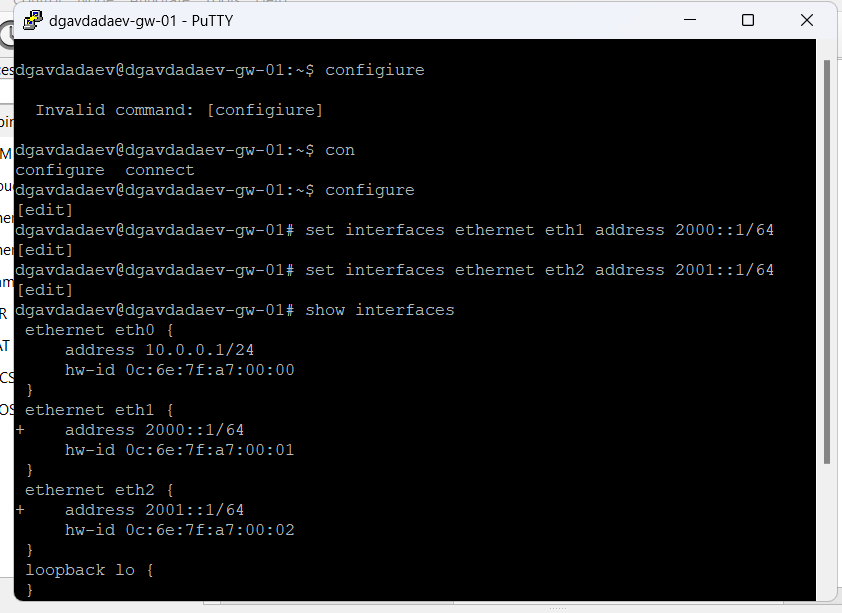 dgavdadaev-gw-01 - PuTTY
dgavdadaev@dgavdadaev-gw-01:~$ configiure
Invalid command: [configiure]
dgavdadaev@dgavdadaev-gw-01:~$ con
configure  connect
dgavdadaev@dgavdadaev-gw-01:~$ configure
[edit]
dgavdadaev@dgavdadaev-gw-01# set interfaces ethernet eth1 address 2000::1/64
[edit]
dgavdadaev@dgavdadaev-gw-01# set interfaces ethernet eth2 address 2001::1/64
[edit]
dgavdadaev@dgavdadaev-gw-01# show interfaces
 ethernet eth0 {
     address 10.0.0.1/24
     hw-id 0c:6e:7f:a7:00:00
 }
 ethernet eth1 {
+    address 2000::1/64
     hw-id 0c:6e:7f:a7:00:01
 }
 ethernet eth2 {
+    address 2001::1/64
     hw-id 0c:6e:7f:a7:00:02
 }
 loopback lo {
 }